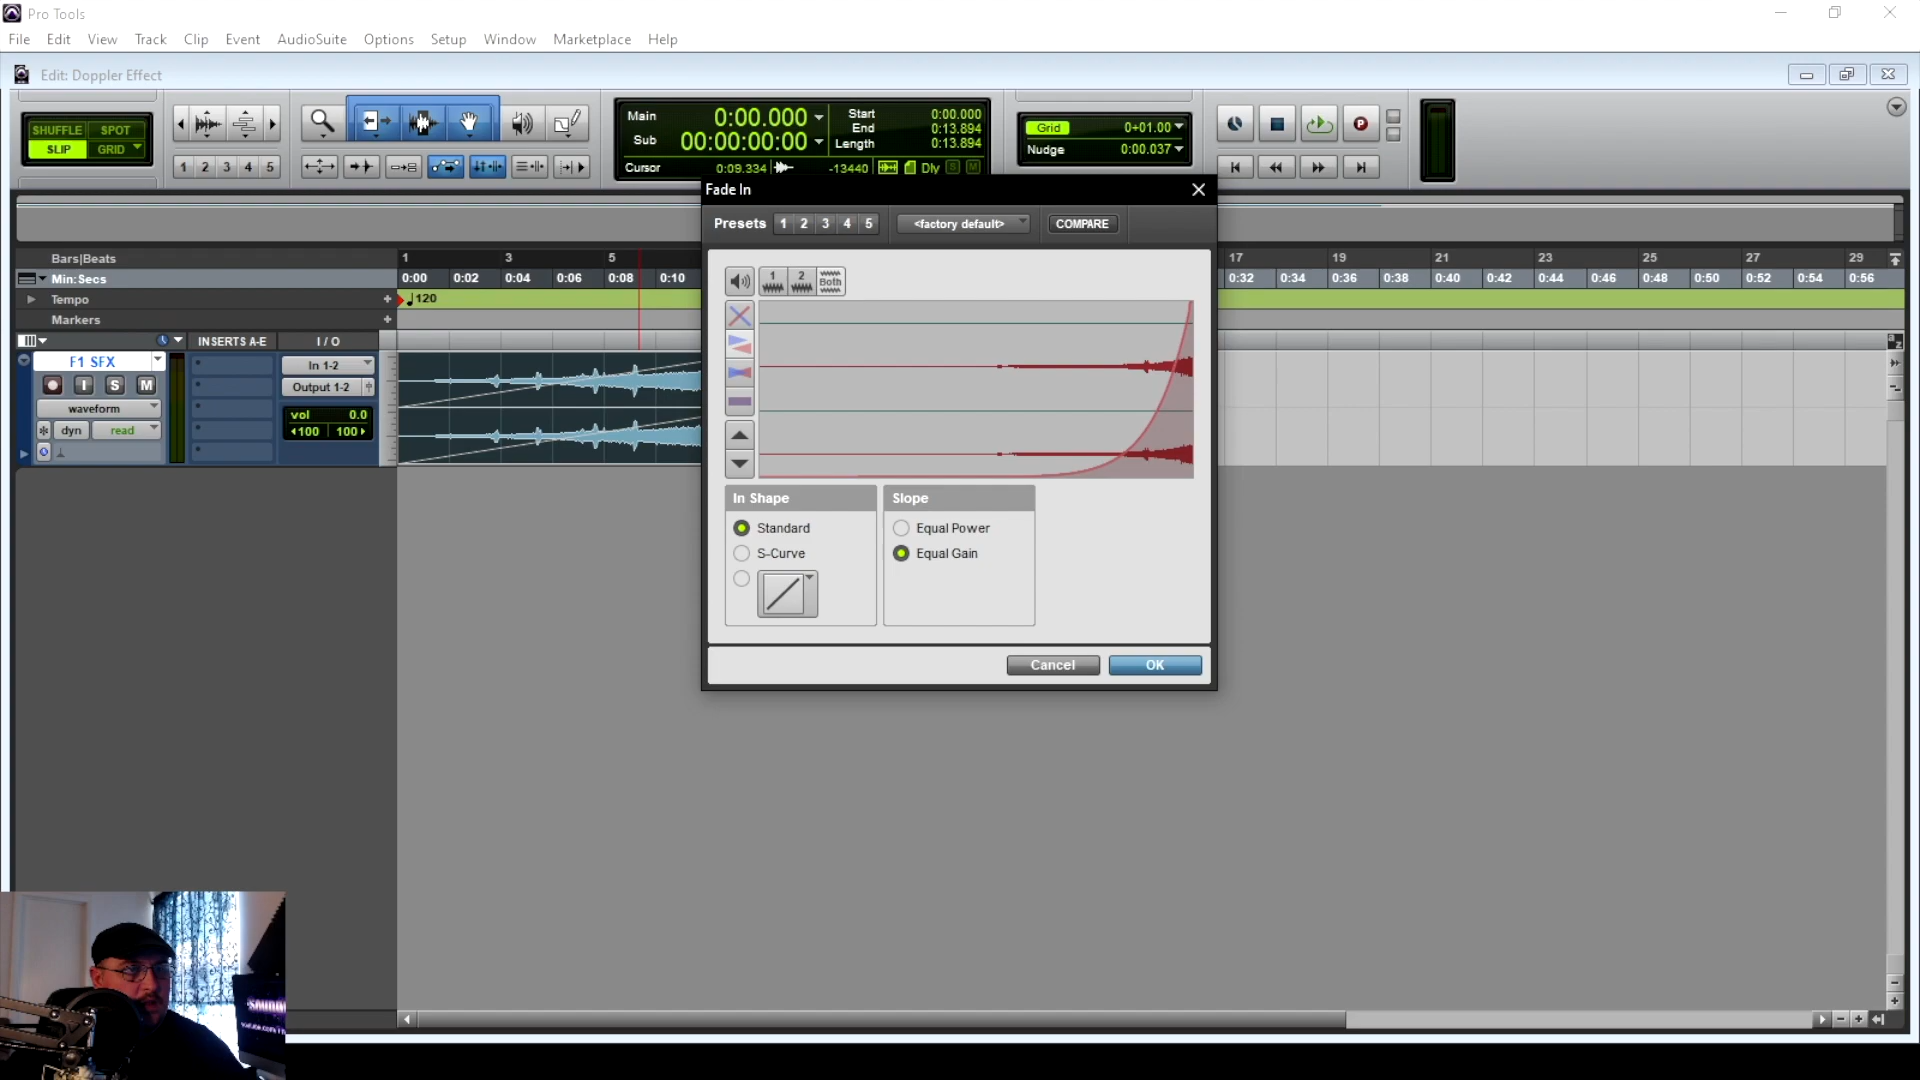 Pro Tools
File Edit View Track Clip Event AudioSuite Options Setup Window Marketplace Help
Edit: Doppler Effect
SHUFFLE SPOT
SLIP GRID
1 2 3 4 5
Main 0:00.000
Sub 00:00:00:00
Start 0:00.000
End 0:13.894
Length 0:13.894
Cursor 0:09.334 -13440 Dly S M
Grid 0+01.00
Nudge 0:00.037
P
Fade In
Presets 1 2 3 4 5 <factory default> COMPARE
Bars|Beats 1 3 5 17 19 21 23 25 27 29
Min:Secs 0:00 0:02 0:04 0:06 0:08 0:10 0:32 0:34 0:36 0:38 0:40 0:42 0:44 0:46 0:48 0:50 0:52 0:54 0:56
Tempo 120
Markers
INSERTS A-E I / O
F1 SFX
I S M
waveform
dyn read
In 1-2
Output 1-2
vol 0.0
100 100
1 2 Both
In Shape
Standard
S-Curve
Slope
Equal Power
Equal Gain
Cancel OK